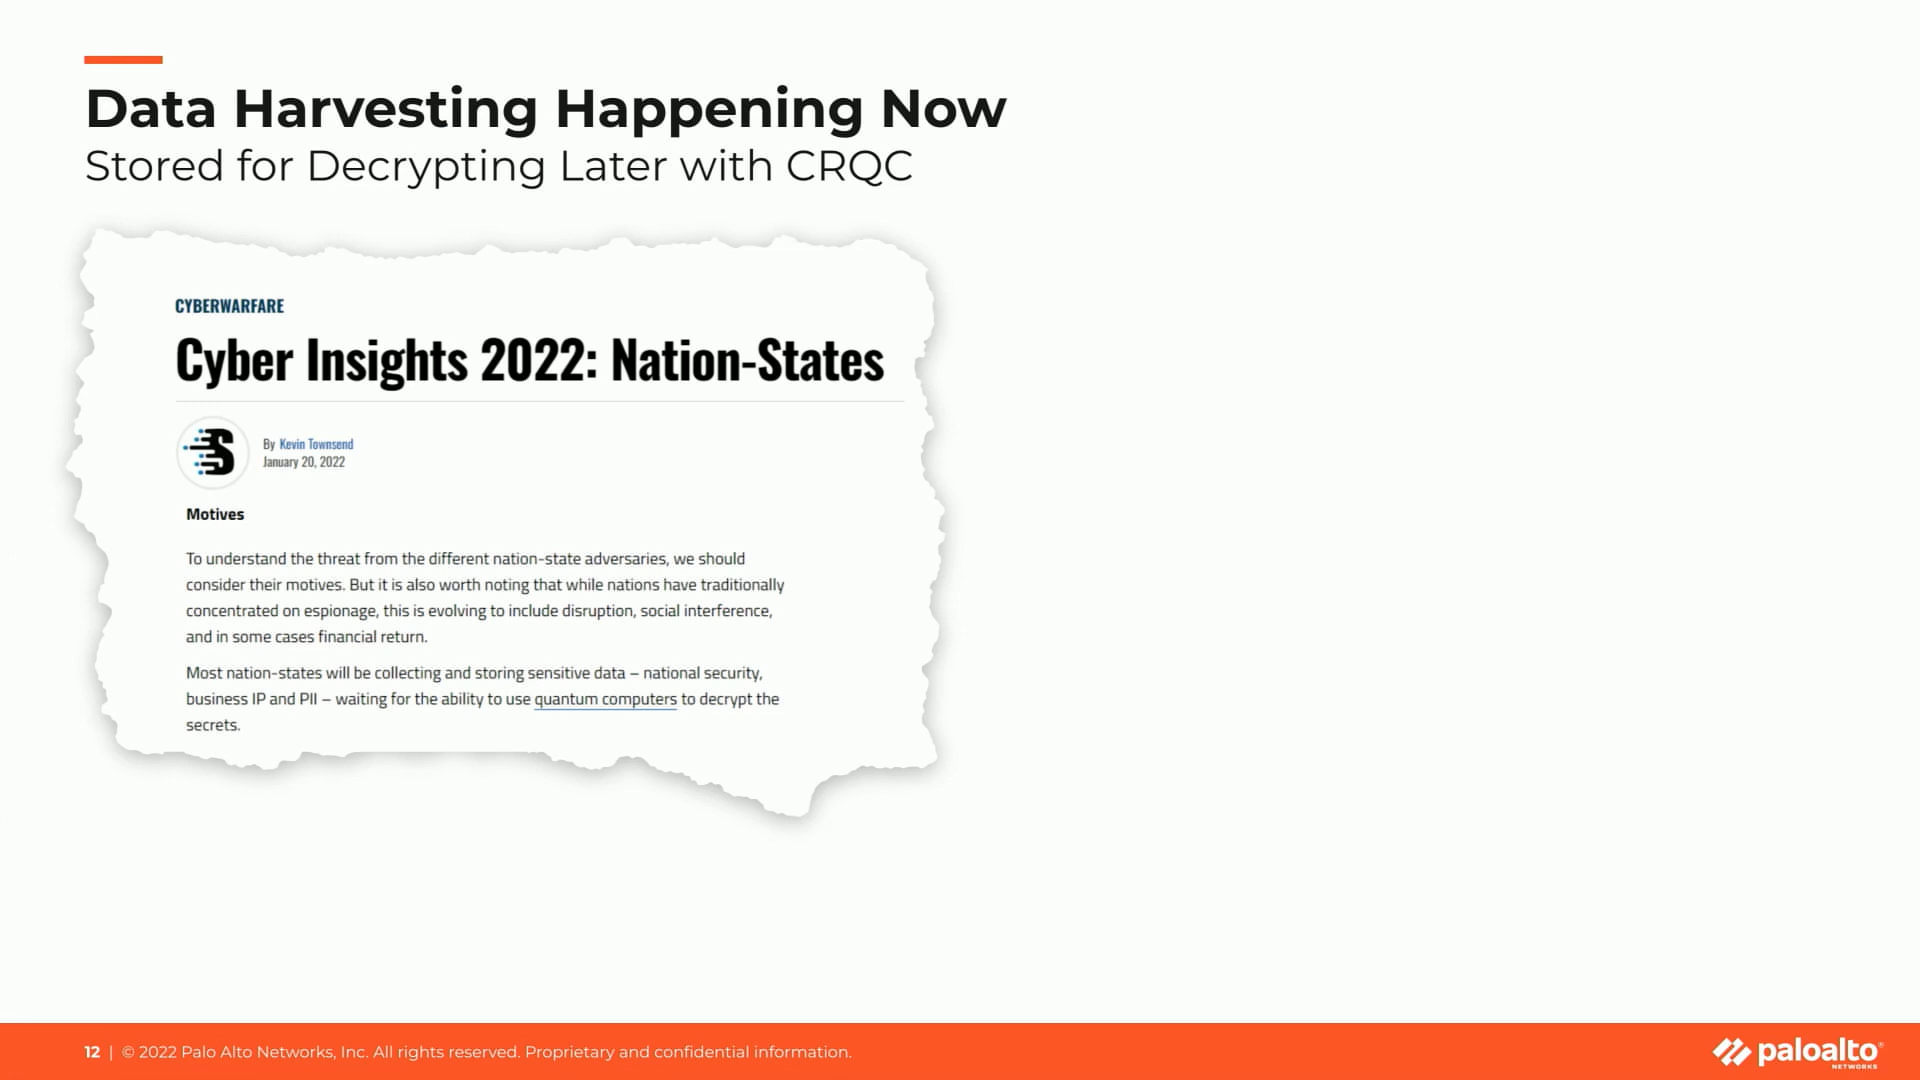 Data Harvesting Happening Now
Stored for Decrypting Later with CRQC
CYBERWARFARE
Cyber Insights 2022: Nation-States
By Kevin Townsend
January 20, 2022
Motives
To understand the threat from the different nation-state adversaries, we should
consider their motives. But it is also worth noting that while nations have traditionally
concentrated on espionage, this is evolving to include disruption, social interference,
and in some cases financial return.
Most nation-states will be collecting and storing sensitive data – national security,
business IP and PII – waiting for the ability to use quantum computers to decrypt the
secrets.
12 | © 2022 Palo Alto Networks, Inc. All rights reserved. Proprietary and confidential information.
paloalto®
NETWORKS